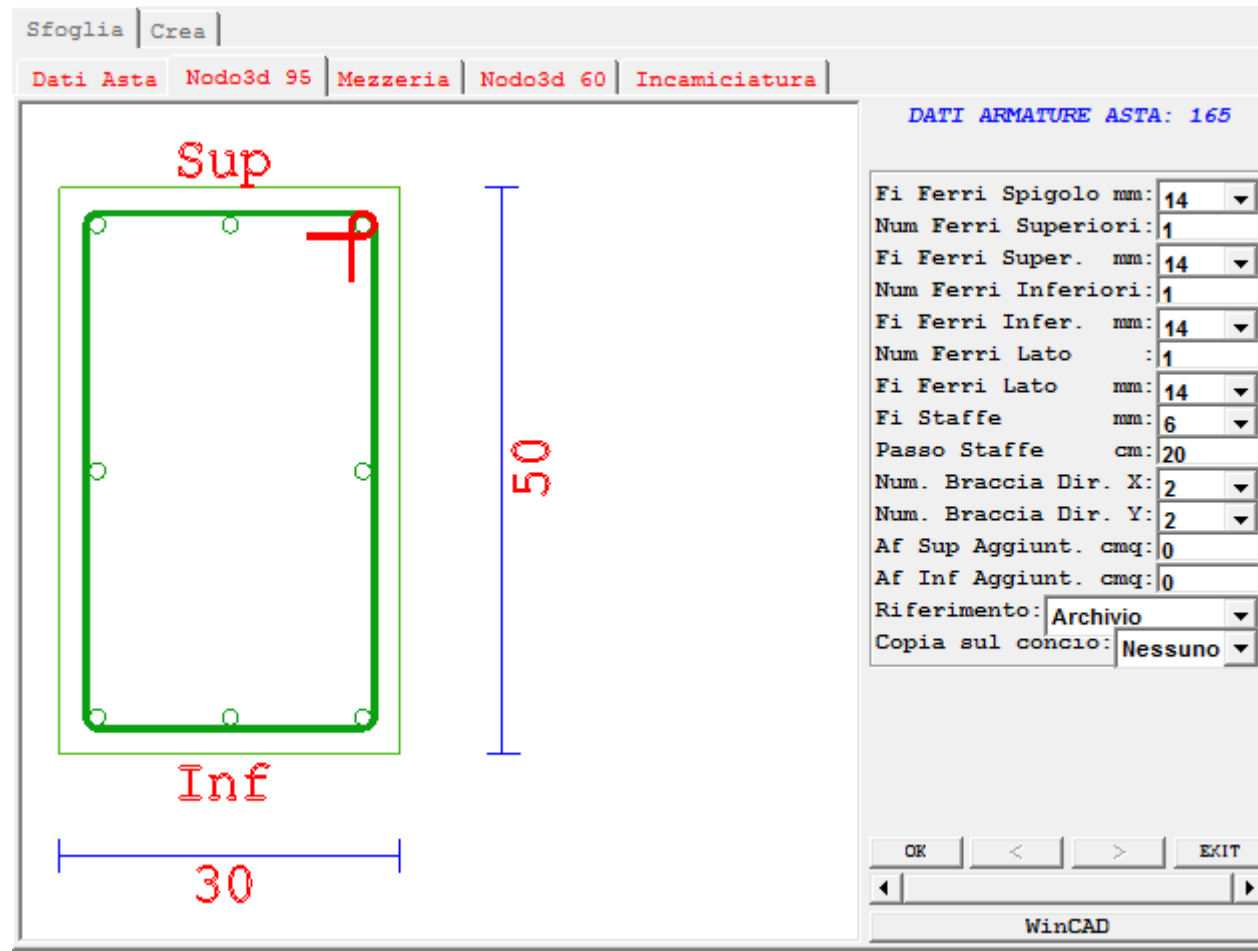 Sfoglia Crea
Dati Asta Nodo3d 95 Mezzeria Nodo3d 60 Incamiciatura
Sup
50
Inf
30
DATI ARMATURE ASTA: 165
Fi Ferri Spigolo mm: 14
Num Ferri Superiori: 1
Fi Ferri Super. mm: 14
Num Ferri Inferiori: 1
Fi Ferri Infer. mm: 14
Num Ferri Lato : 1
Fi Ferri Lato mm: 14
Fi Staffe mm: 6
Passo Staffe cm: 20
Num. Braccia Dir. X: 2
Num. Braccia Dir. Y: 2
Af Sup Aggiunt. cmq: 0
Af Inf Aggiunt. cmq: 0
Riferimento: Archivio
Copia sul concio: Nessuno
OK < > EXIT
WinCAD